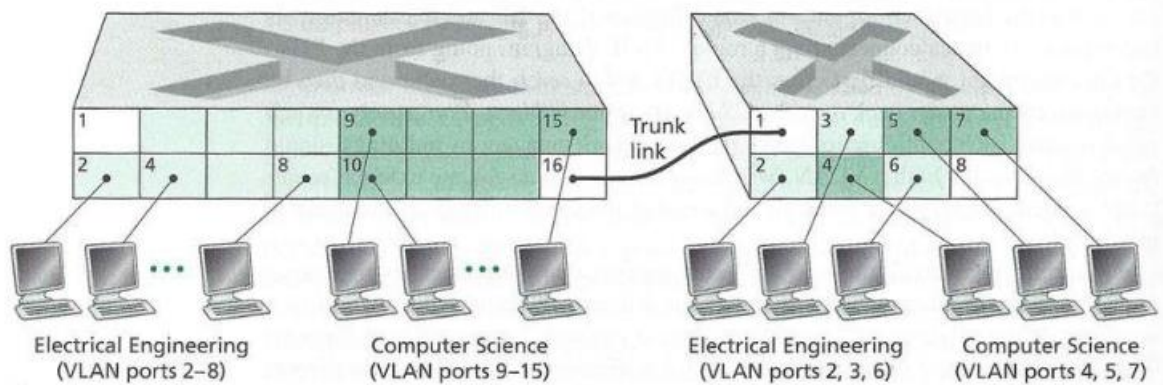 1 9 15
2 4 8 10 16
Trunk
link
1 3 5 7
2 4 6 8
Electrical Engineering
(VLAN ports 2–8)
Computer Science
(VLAN ports 9–15)
Electrical Engineering
(VLAN ports 2, 3, 6)
Computer Science
(VLAN ports 4, 5, 7)